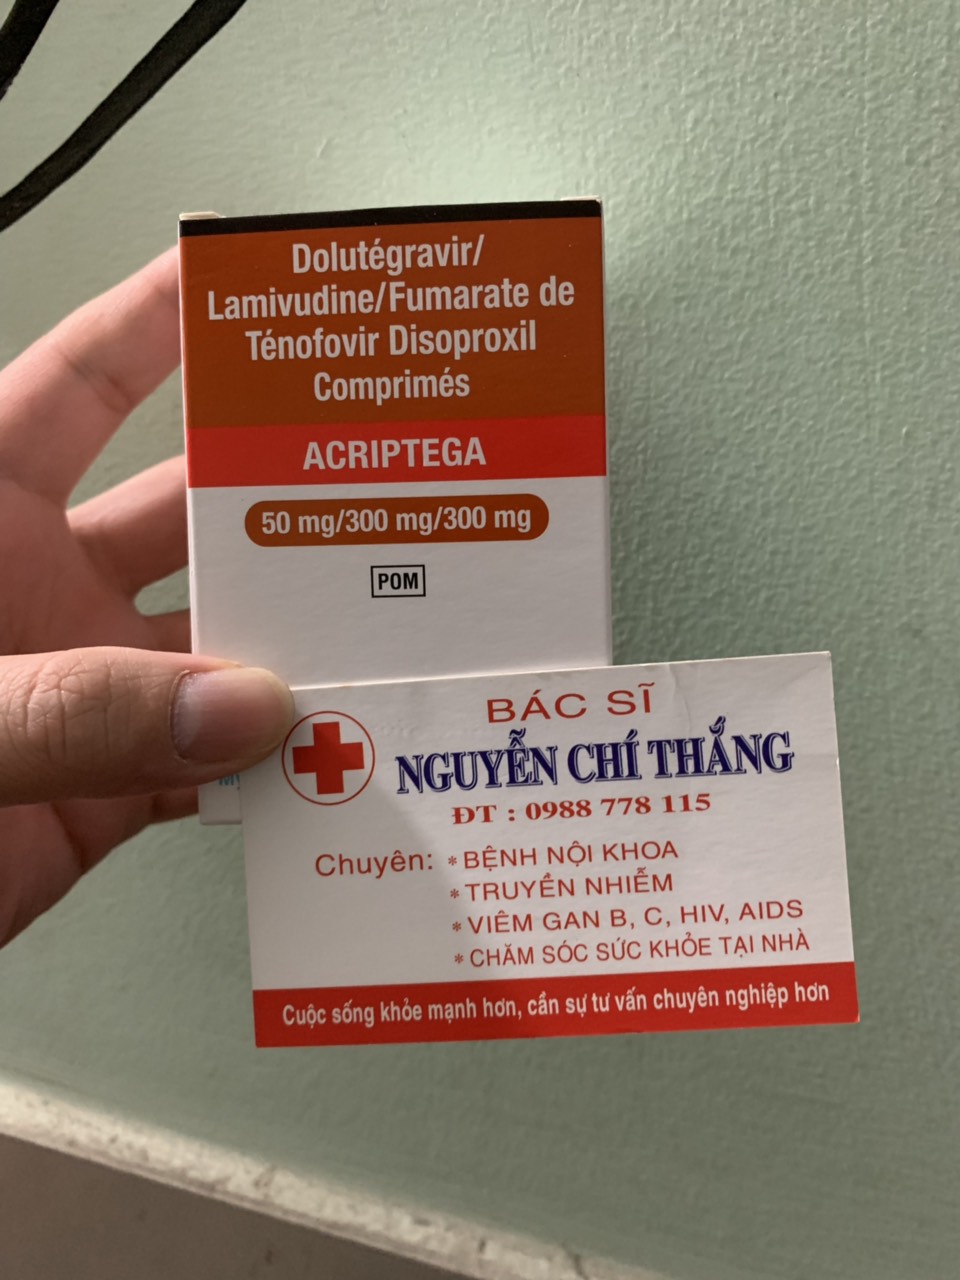 Dolutégravir/
Lamivudine/Fumarate de
Ténofovir Disoproxil
Comprimés
ACRIPTEGA
50 mg/300 mg/300 mg
POM
BÁC SĨ
NGUYỄN CHÍ THẮNG
ĐT : 0988 778 115
Chuyên: * BỆNH NỘI KHOA
* TRUYỀN NHIỄM
* VIÊM GAN B, C, HIV, AIDS
* CHĂM SÓC SỨC KHỎE TẠI NHÀ
Cuộc sống khỏe mạnh hơn, cần sự tư vấn chuyên nghiệp hơn